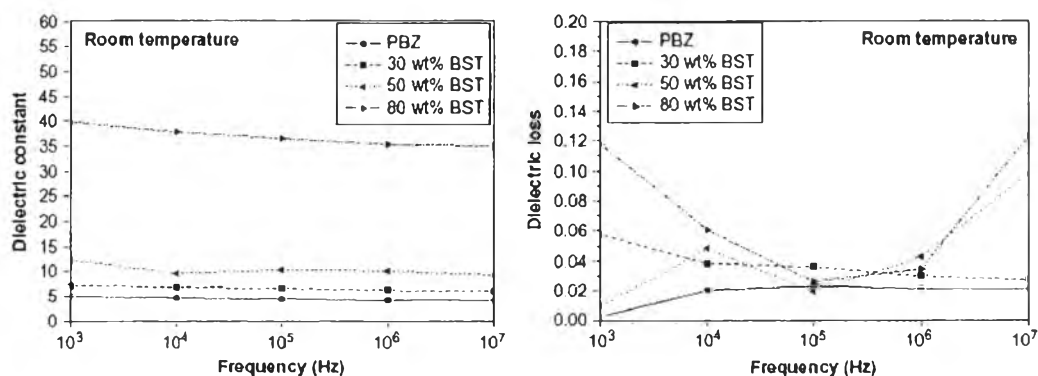 Room temperature
PBZ
30 wt% BST
50 wt% BST
80 wt% BST
Dielectric constant
60
55
50
45
40
35
30
25
20
15
10
5
0
10³
10⁴
10⁵
10⁶
10⁷
Frequency (Hz)
Room temperature
PBZ
30 wt% BST
50 wt% BST
80 wt% BST
Dielectric loss
0.20
0.18
0.16
0.14
0.12
0.10
0.08
0.06
0.04
0.02
0.00
10³
10⁴
10⁵
10⁶
10⁷
Frequency (Hz)